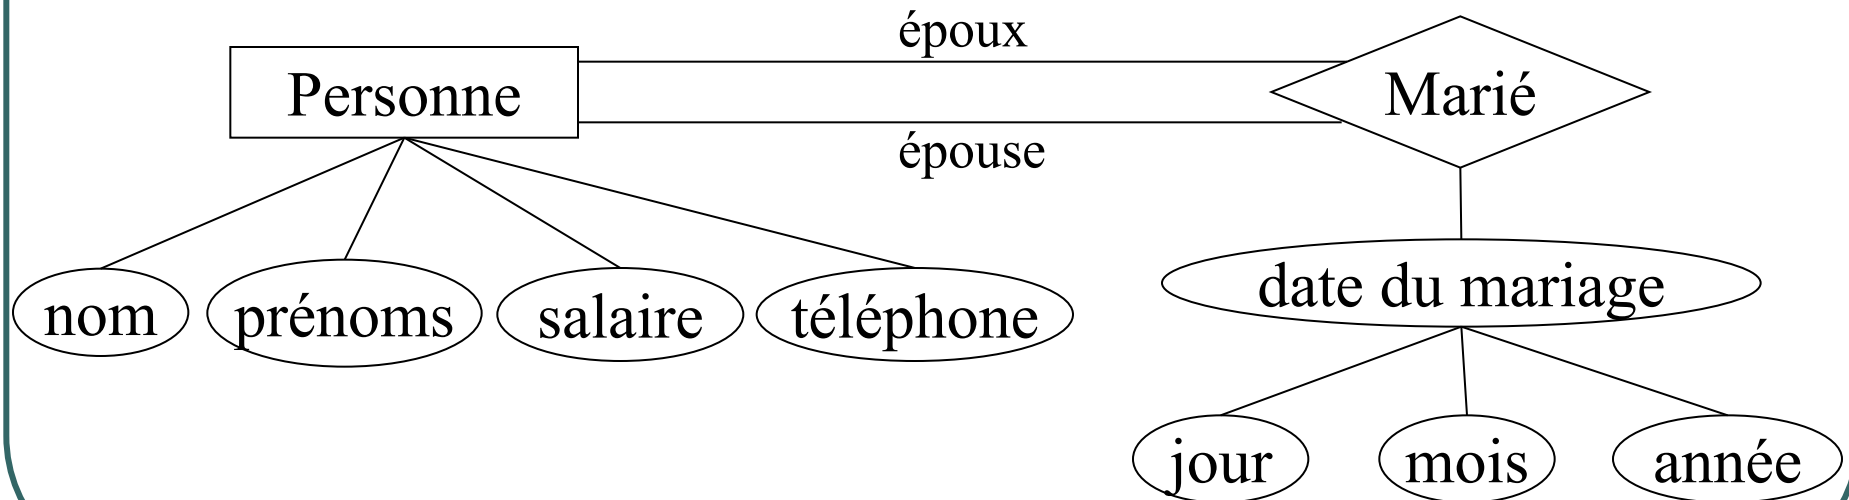 époux
Personne
Marié
épouse
date du mariage
nom
prénoms
salaire
téléphone
jour
mois
année